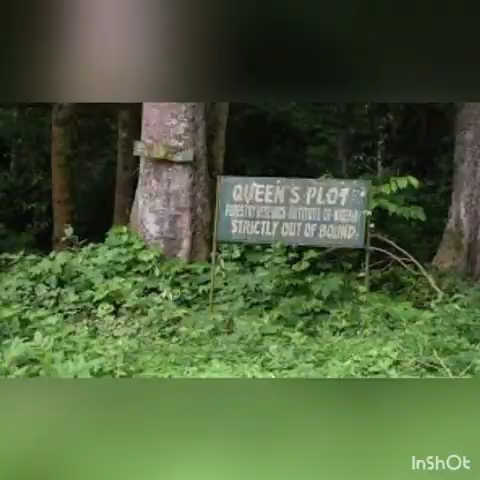 QUEEN'S PLOT
FORESTRY RESEARCH INSTITUTE OF NIGERIA
STRICTLY OUT OF BOUND
InShOt